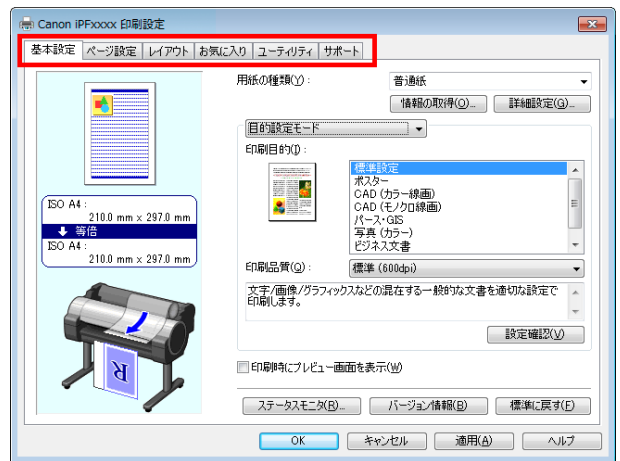 Canon iPFxxxx 印刷設定
基本設定 ページ設定 レイアウト お気に入り ユーティリティ サポート
用紙の種類(Y): 普通紙
情報の取得(O)... 詳細設定(G)...
目的設定モード
印刷目的(I):
標準設定
ポスター
CAD (カラー線画)
CAD (モノクロ線画)
パース・GIS
写真 (カラー)
ビジネス文書
ISO A4 :
210.0 mm x 297.0 mm
等倍
ISO A4 :
210.0 mm x 297.0 mm
印刷品質(Q): 標準 (600dpi)
文字/画像/グラフィックスなどの混在する一般的な文書を適切な設定で
印刷します。
設定確認(V)
R
印刷時にプレビュー画面を表示(W)
ステータスモニタ(R)... バージョン情報(B) 標準に戻す(F)
OK キャンセル 適用(A) ヘルプ